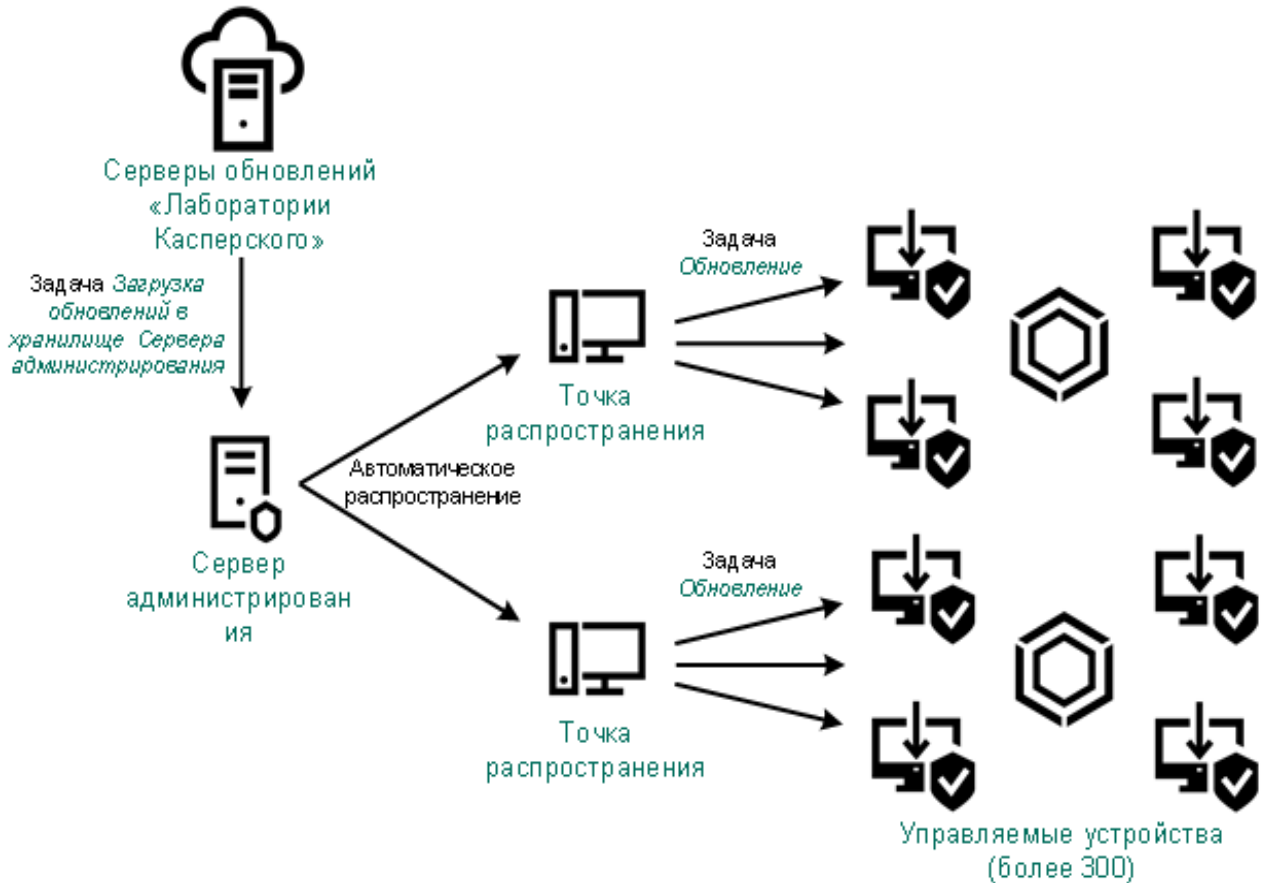 Серверы обновлений
«Лаборатории
Касперского»
Задача Загрузка
обновлений в
хранилище Сервера
администрирования
Сервер
администрирован
ия
Автоматическое
распространение
Точка
распространения
Задача
Обновление
Точка
распространения
Задача
Обновление
Управляемые устройства
(более 300)